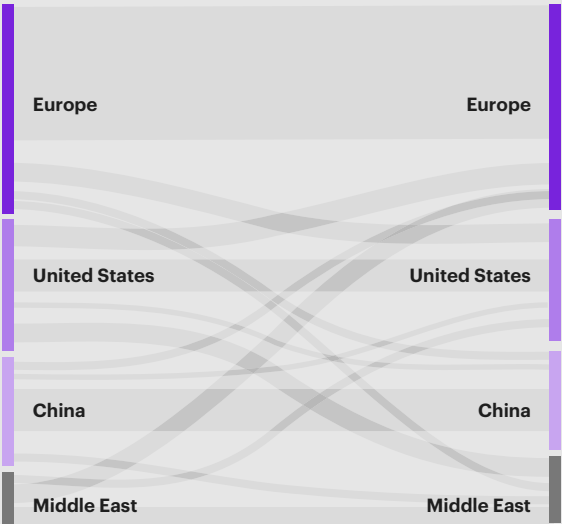 Europe Europe
United States United States
China China
Middle East Middle East